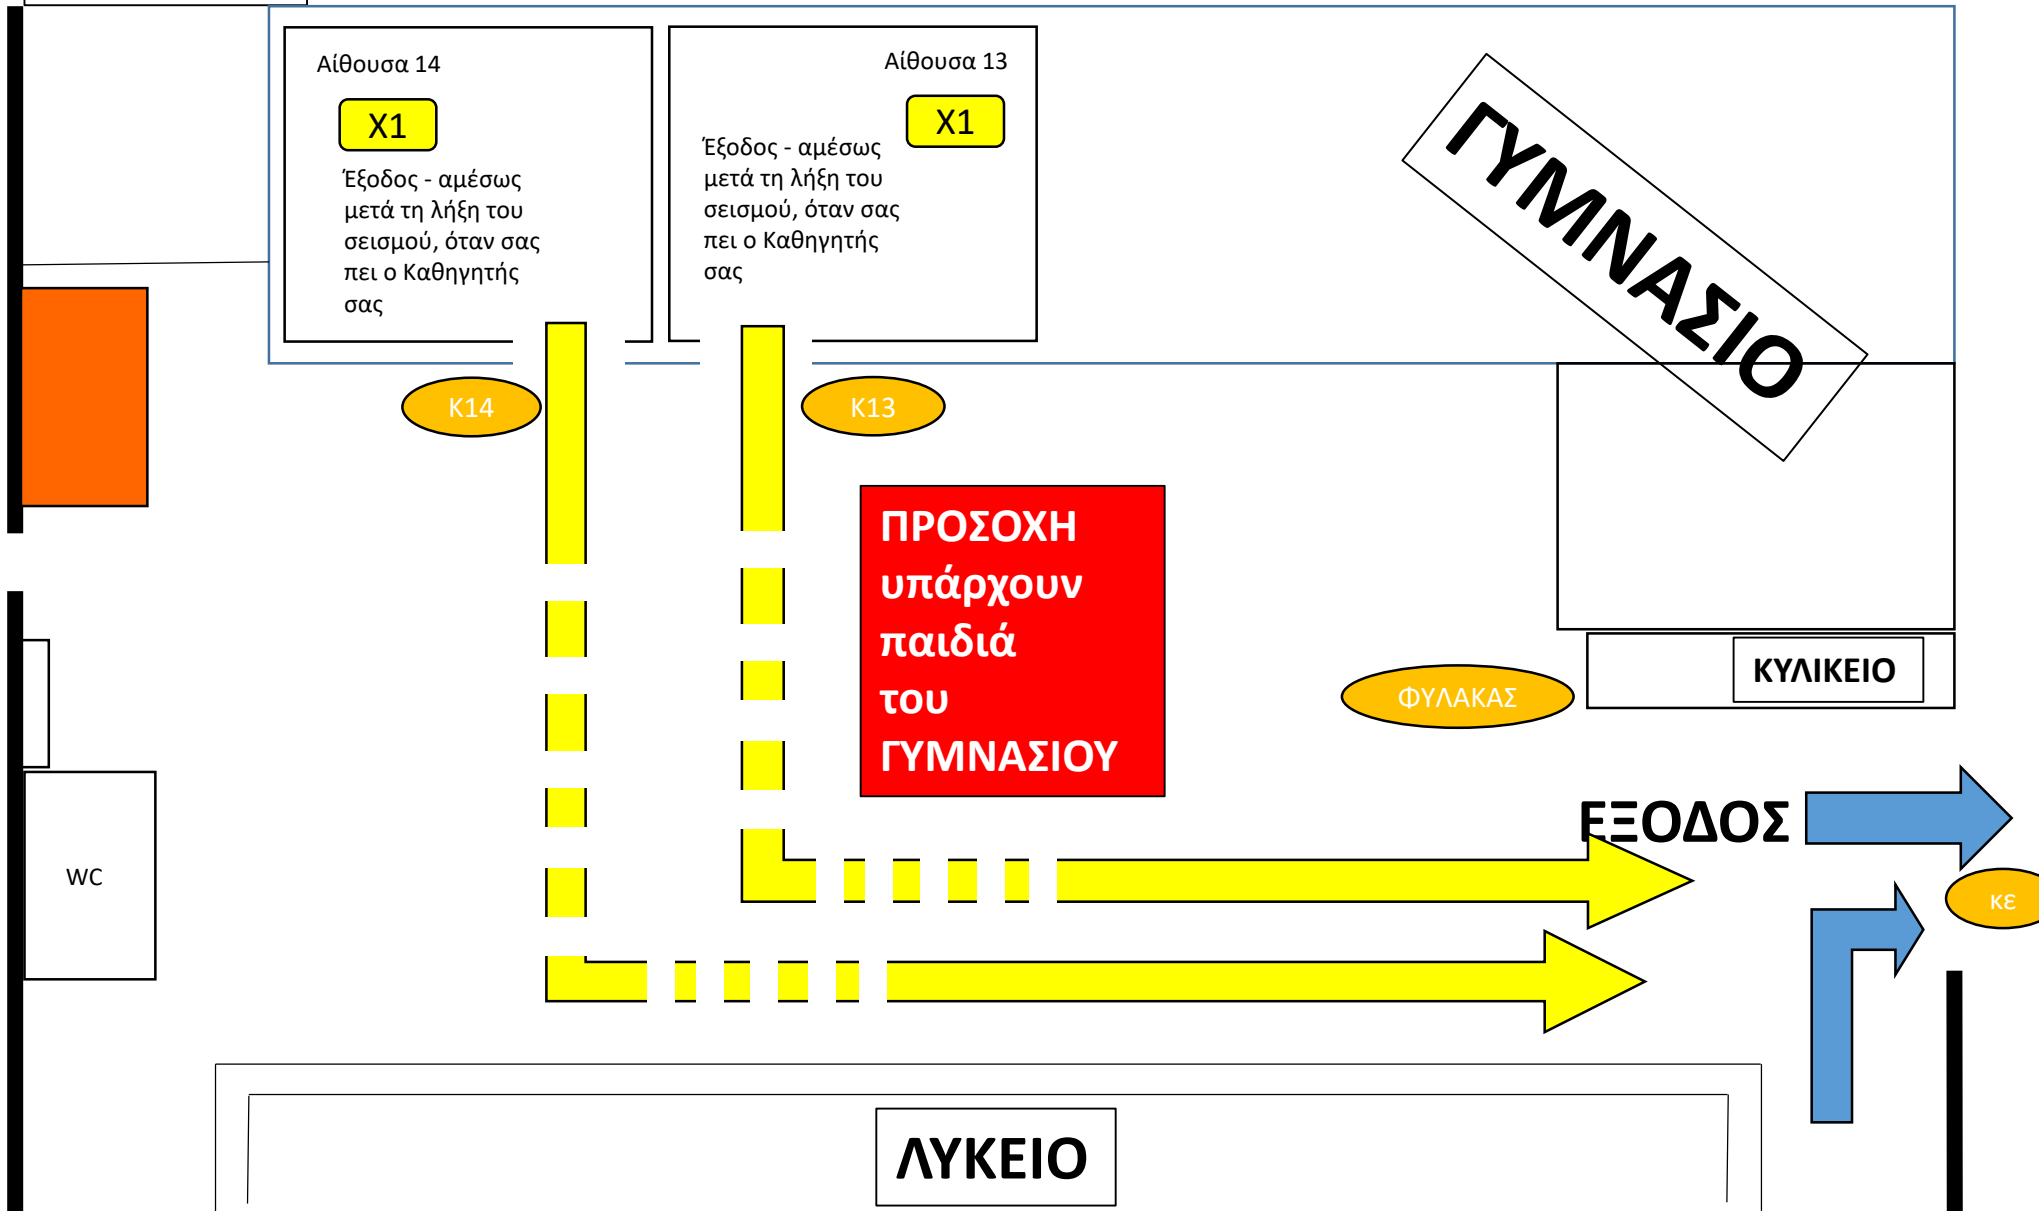 Αίθουσα 14
Χ1
Έξοδος - αμέσως
μετά τη λήξη του
σεισμού, όταν σας
πει ο Καθηγητής
σας
Αίθουσα 13
Χ1
Έξοδος - αμέσως
μετά τη λήξη του
σεισμού, όταν σας
πει ο Καθηγητής
σας
ΓΥΜΝΑΣΙΟ
Κ14
Κ13
ΠΡΟΣΟΧΗ
υπάρχουν
παιδιά
του
ΓΥΜΝΑΣΙΟΥ
ΚΥΛΙΚΕΙΟ
ΦΥΛΑΚΑΣ
ΕΞΟΔΟΣ
WC
κε
ΛΥΚΕΙΟ